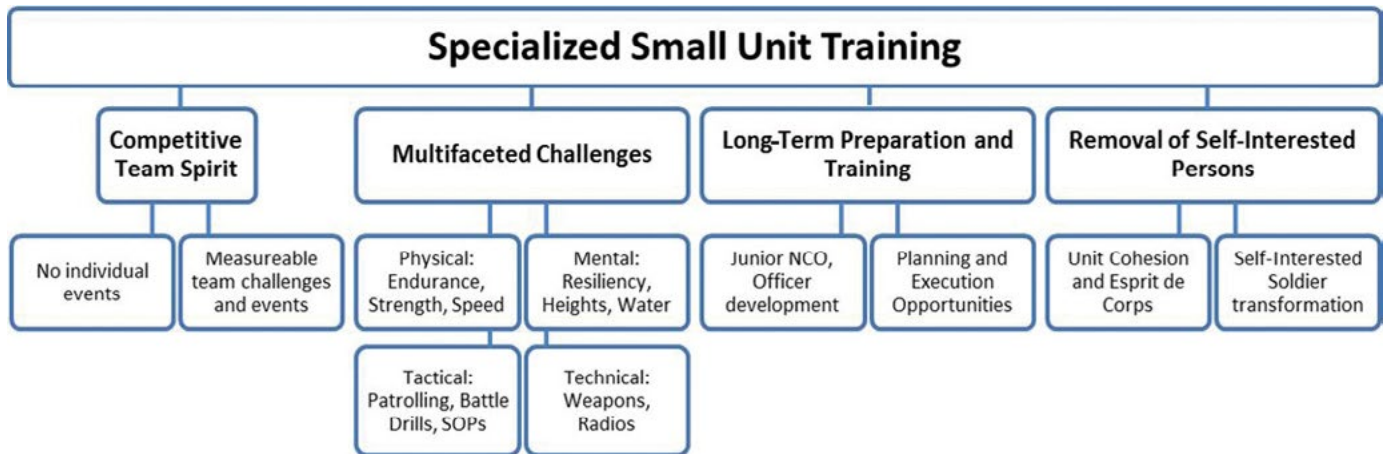 Specialized Small Unit Training
Competitive
Team Spirit
Multifaceted Challenges
Long-Term Preparation and
Training
Removal of Self-Interested
Persons
No individual
events
Measureable
team challenges
and events
Physical:
Endurance,
Strength, Speed
Mental:
Resiliency,
Heights, Water
Junior NCO,
Officer
development
Planning and
Execution
Opportunities
Unit Cohesion
and Esprit de
Corps
Self-Interested
Soldier
transformation
Tactical:
Patrolling, Battle
Drills, SOPs
Technical:
Weapons,
Radios